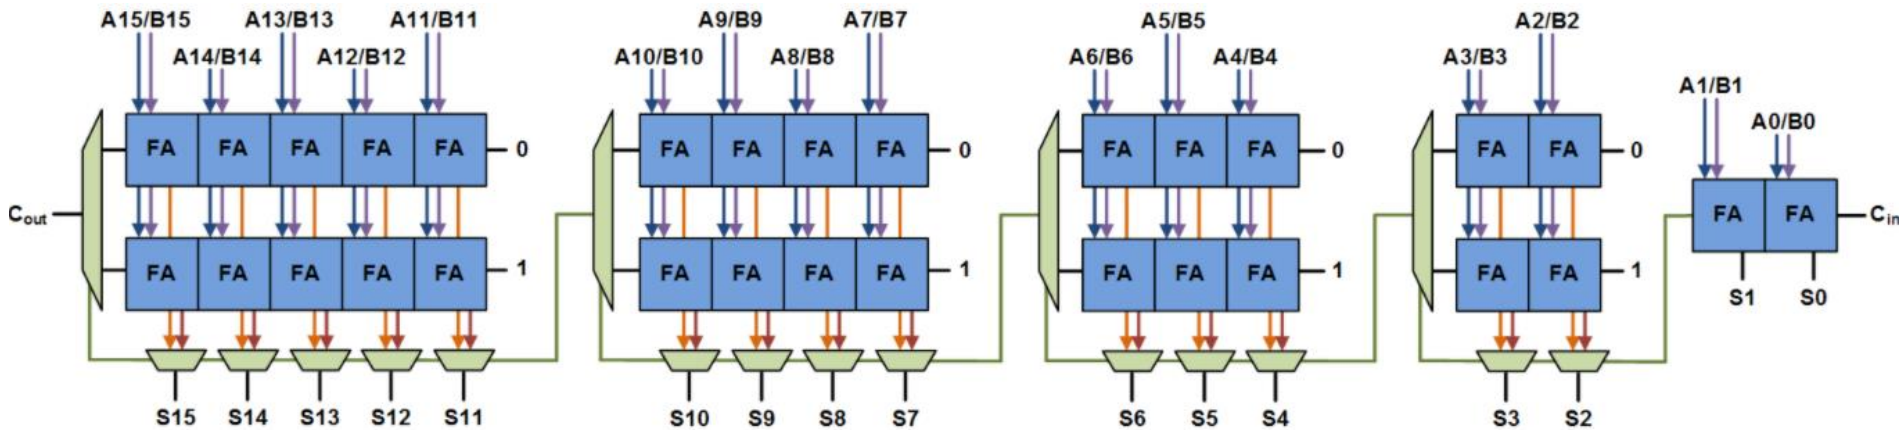 A15/B15 A13/B13 A11/B11 A9/B9 A7/B7 A5/B5 A2/B2
A14/B14 A12/B12 A10/B10 A8/B8 A6/B6 A4/B4 A3/B3
A1/B1
A0/B0
FA FA FA FA FA 0 FA FA FA FA 0 FA FA FA 0 FA FA 0
Cout FA FA Cin
FA FA FA FA FA 1 FA FA FA FA 1 FA FA FA 1 FA FA 1
S1 S0
S15 S14 S13 S12 S11 S10 S9 S8 S7 S6 S5 S4 S3 S2